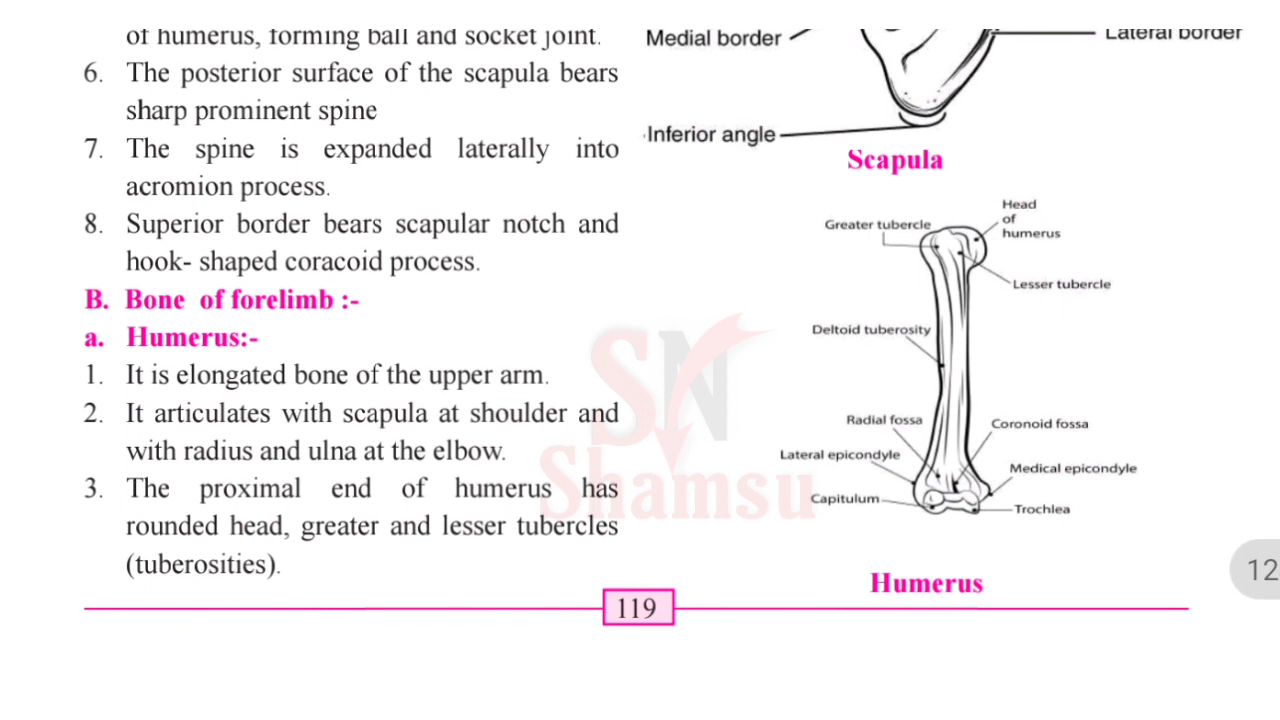 of humerus, forming ball and socket joint.
6. The posterior surface of the scapula bears
sharp prominent spine
7. The spine is expanded laterally into
acromion process.
8. Superior border bears scapular notch and
hook- shaped coracoid process.
B. Bone of forelimb :-
a. Humerus:-
1. It is elongated bone of the upper arm.
2. It articulates with scapula at shoulder and
with radius and ulna at the elbow.
3. The proximal end of humerus has
rounded head, greater and lesser tubercles
(tuberosities).
Medial border
Lateral border
Inferior angle
Scapula
Head
of
humerus
Greater tubercle
Lesser tubercle
Deltoid tuberosity
Radial fossa
Coronoid fossa
Lateral epicondyle
Medical epicondyle
Capitulum
Trochlea
Humerus
SN
Shamsu
119
12